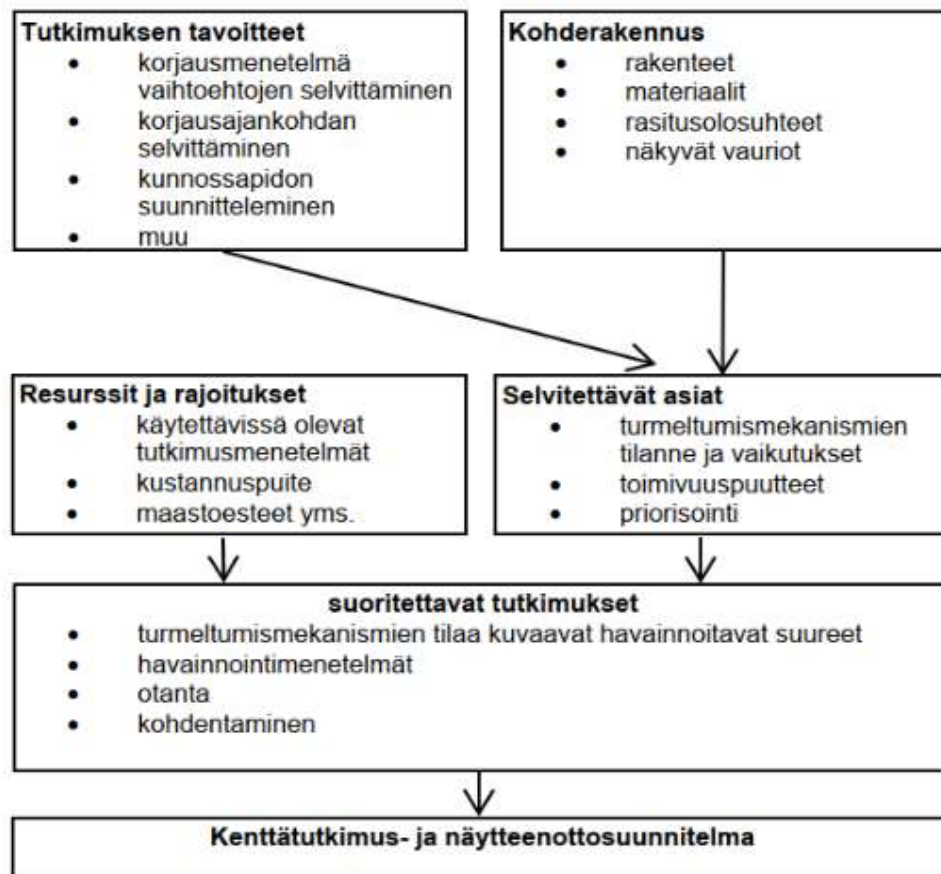 Tutkimuksen tavoitteet
• korjausmenetelmä
vaihtoehtojen selvittäminen
• korjausajankohdan
selvittäminen
• kunnossapidon
suunnitteleminen
• muu
Kohderakennus
• rakenteet
• materiaalit
• rasitusolosuhteet
• näkyvät vauriot
Resurssit ja rajoitukset
• käytettävissä olevat
tutkimusmenetelmät
• kustannuspuite
• maastoesteet yms.
Selvitettävät asiat
• turmeltumismekanismien
tilanne ja vaikutukset
• toimivuuspuutteet
• priorisointi
suoritettavat tutkimukset
• turmeltumismekanismien tilaa kuvaavat havainnoitavat suureet
• havainnointimenetelmät
• otanta
• kohdentaminen
Kenttätutkimus- ja näytteenottosuunnitelma